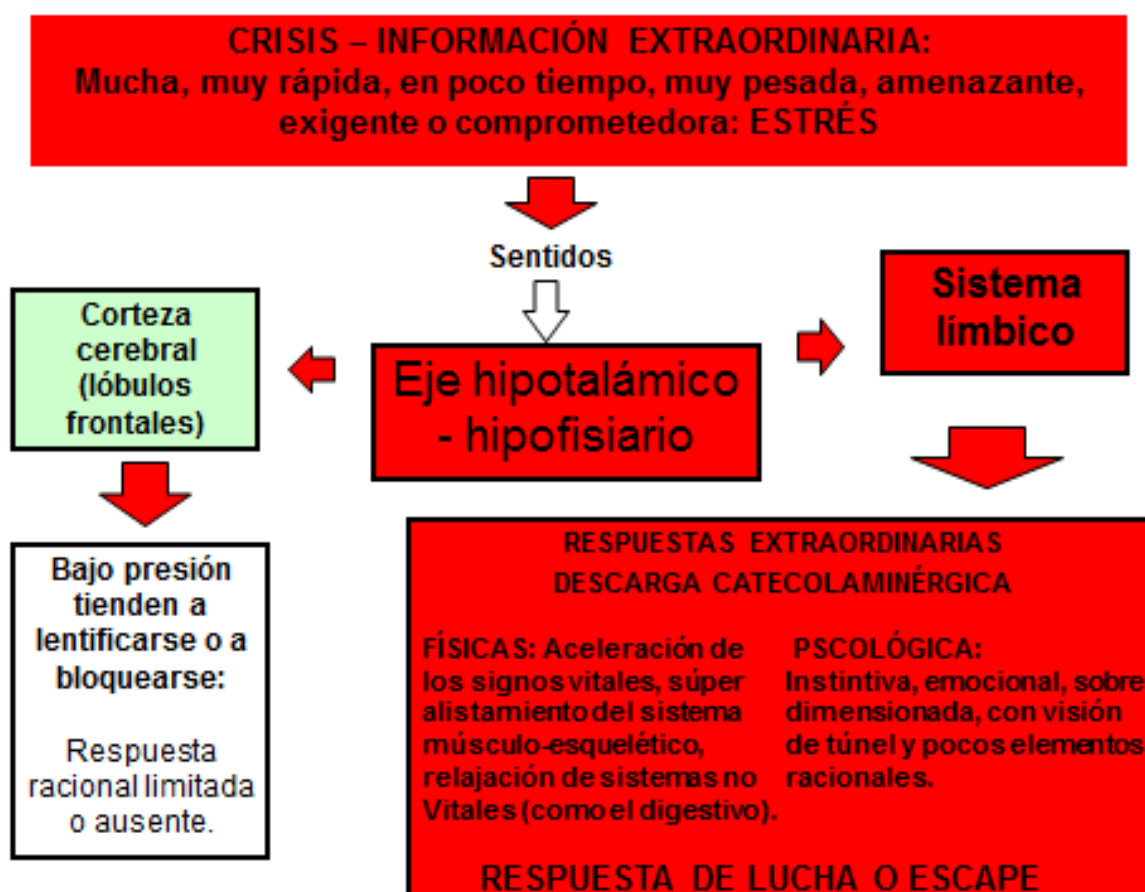 CRISIS – INFORMACIÓN EXTRAORDINARIA:
Mucha, muy rápida, en poco tiempo, muy pesada, amenazante,
exigente o comprometedora: ESTRÉS
Sentidos
Corteza
cerebral
(lóbulos
frontales)
Eje hipotalámico
- hipofisiario
Sistema
límbico
Bajo presión
tienden a
lentificarse o a
bloquearse:
Respuesta
racional limitada
o ausente.
RESPUESTAS EXTRAORDINARIAS
DESCARGA CATECOLAMINÉRGICA
FÍSICAS: Aceleración de
los signos vitales, súper
alistamiento del sistema
músculo-esquelético,
relajación de sistemas no
Vitales (como el digestivo).
PSCOLÓGICA:
Instintiva, emocional, sobre
dimensionada, con visión
de túnel y pocos elementos
racionales.
RESPUESTA DE LUCHA O ESCAPE